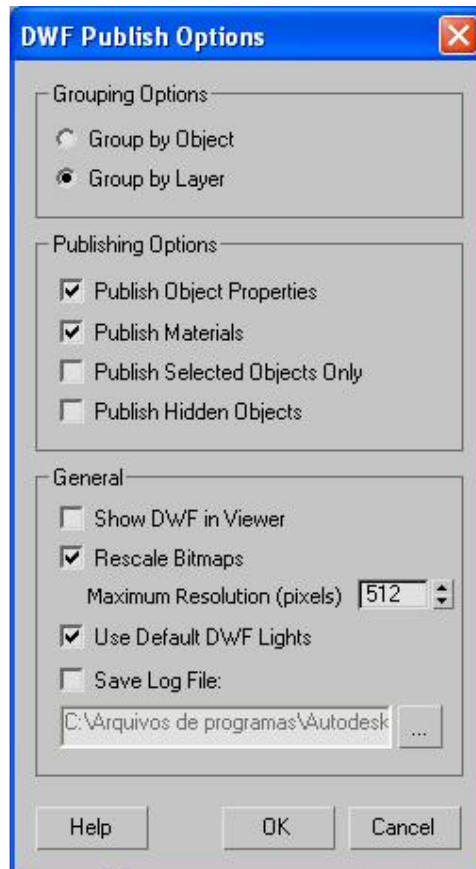 DWF Publish Options
Grouping Options
Group by Object
Group by Layer
Publishing Options
Publish Object Properties
Publish Materials
Publish Selected Objects Only
Publish Hidden Objects
General
Show DWF in Viewer
Rescale Bitmaps
Maximum Resolution (pixels) 512
Use Default DWF Lights
Save Log File:
C:\Arquivos de programas\Autodesk ...
Help OK Cancel